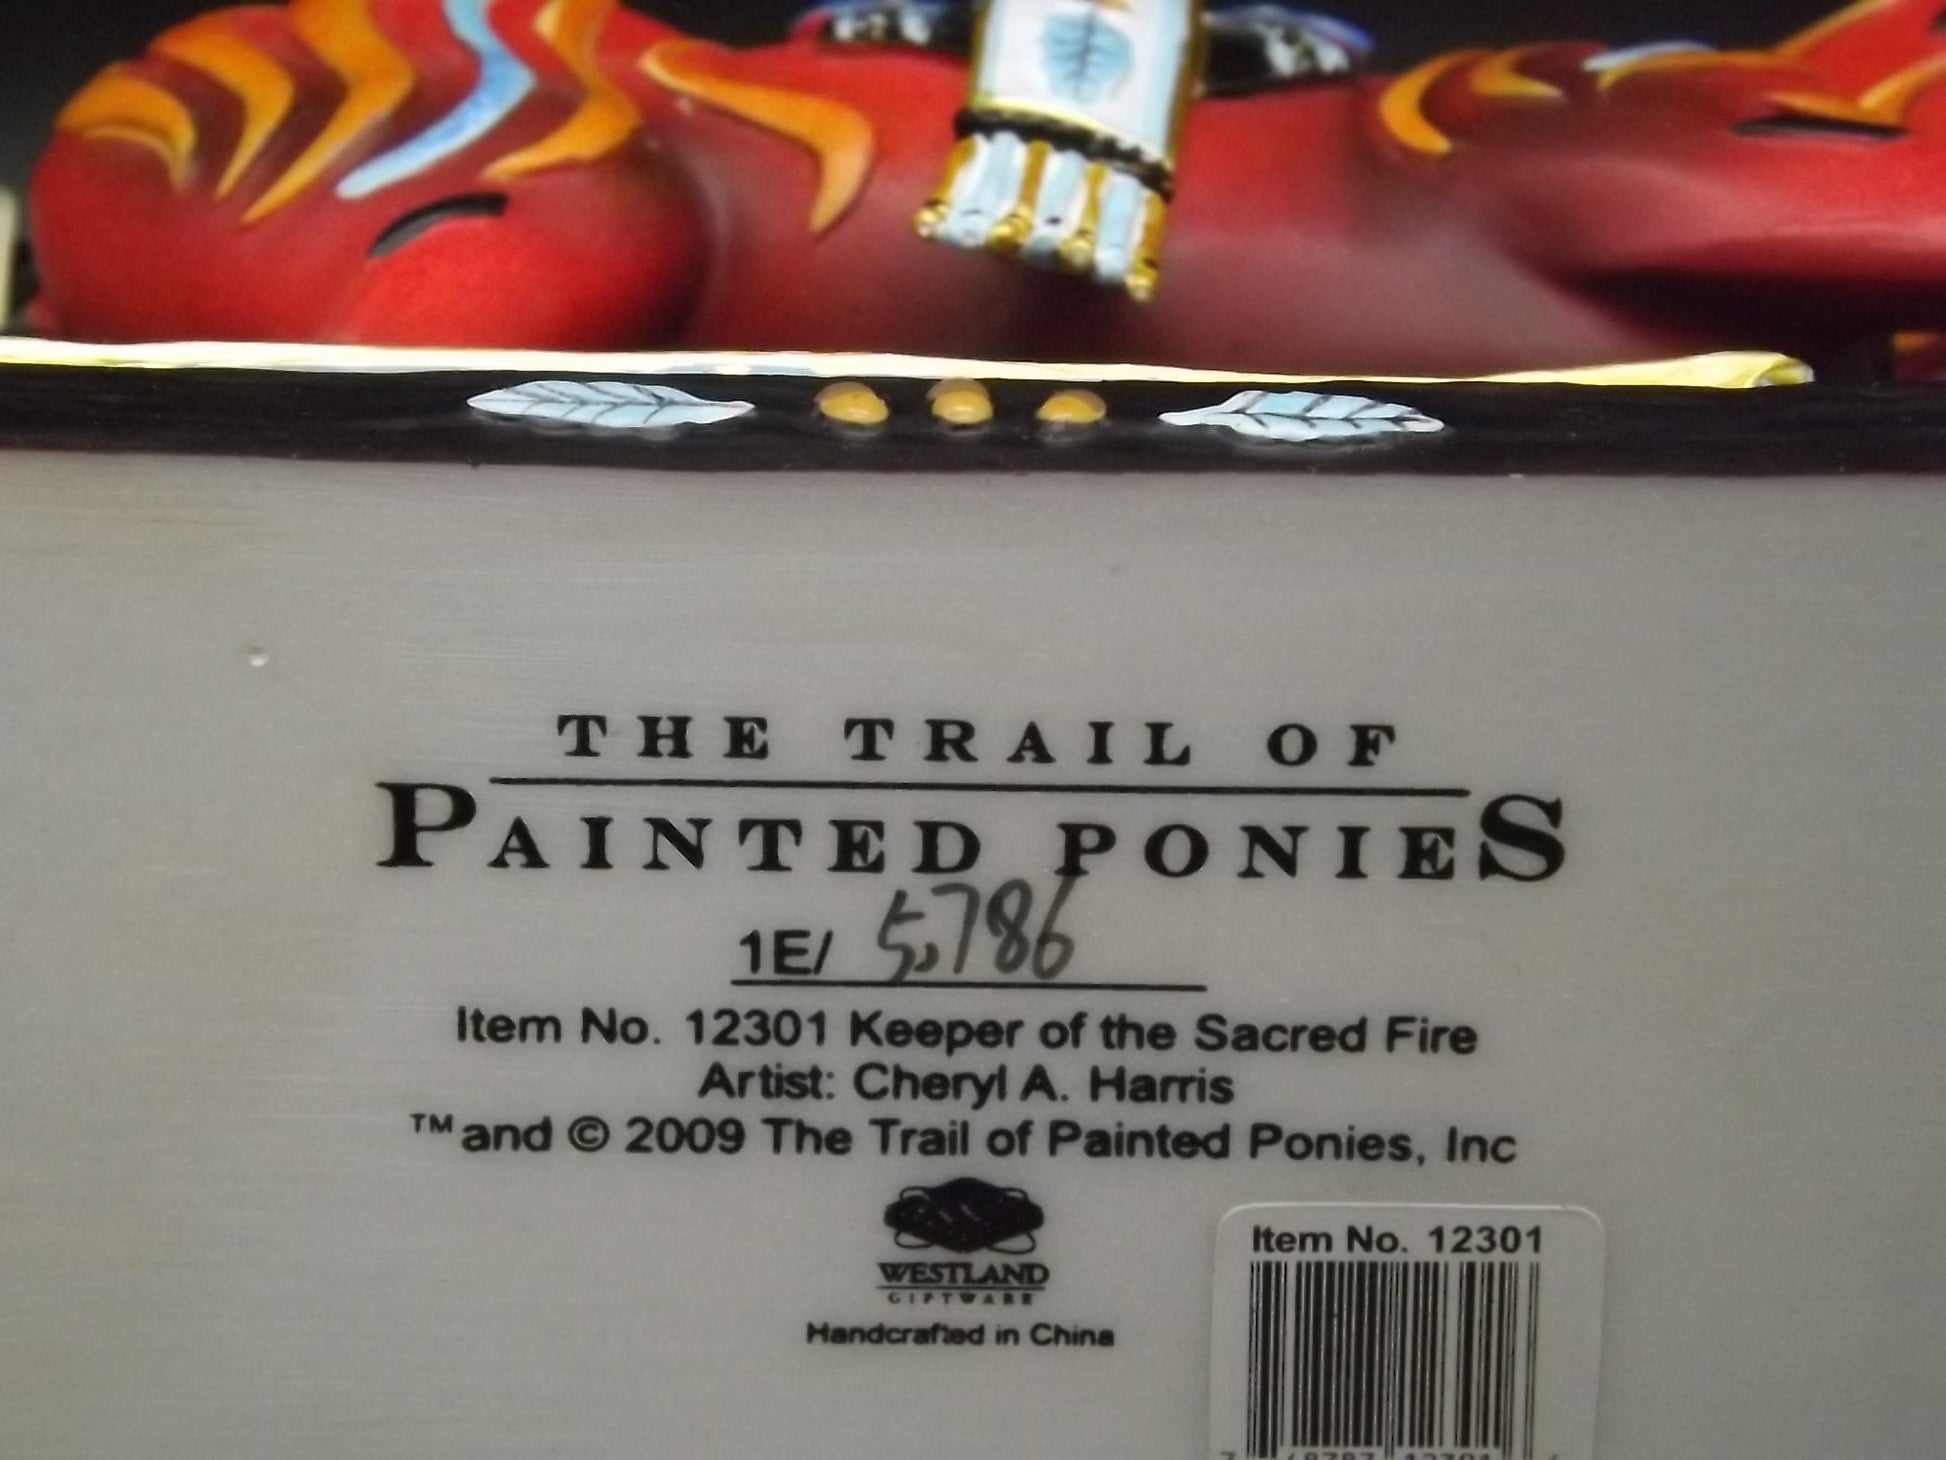 THE TRAIL OF
PAINTED PONIES
1E/ 5,786
Item No. 12301 Keeper of the Sacred Fire
Artist: Cheryl A. Harris
™ and © 2009 The Trail of Painted Ponies, Inc
WESTLAND
GIFTWARE
Handcrafted in China
Item No. 12301